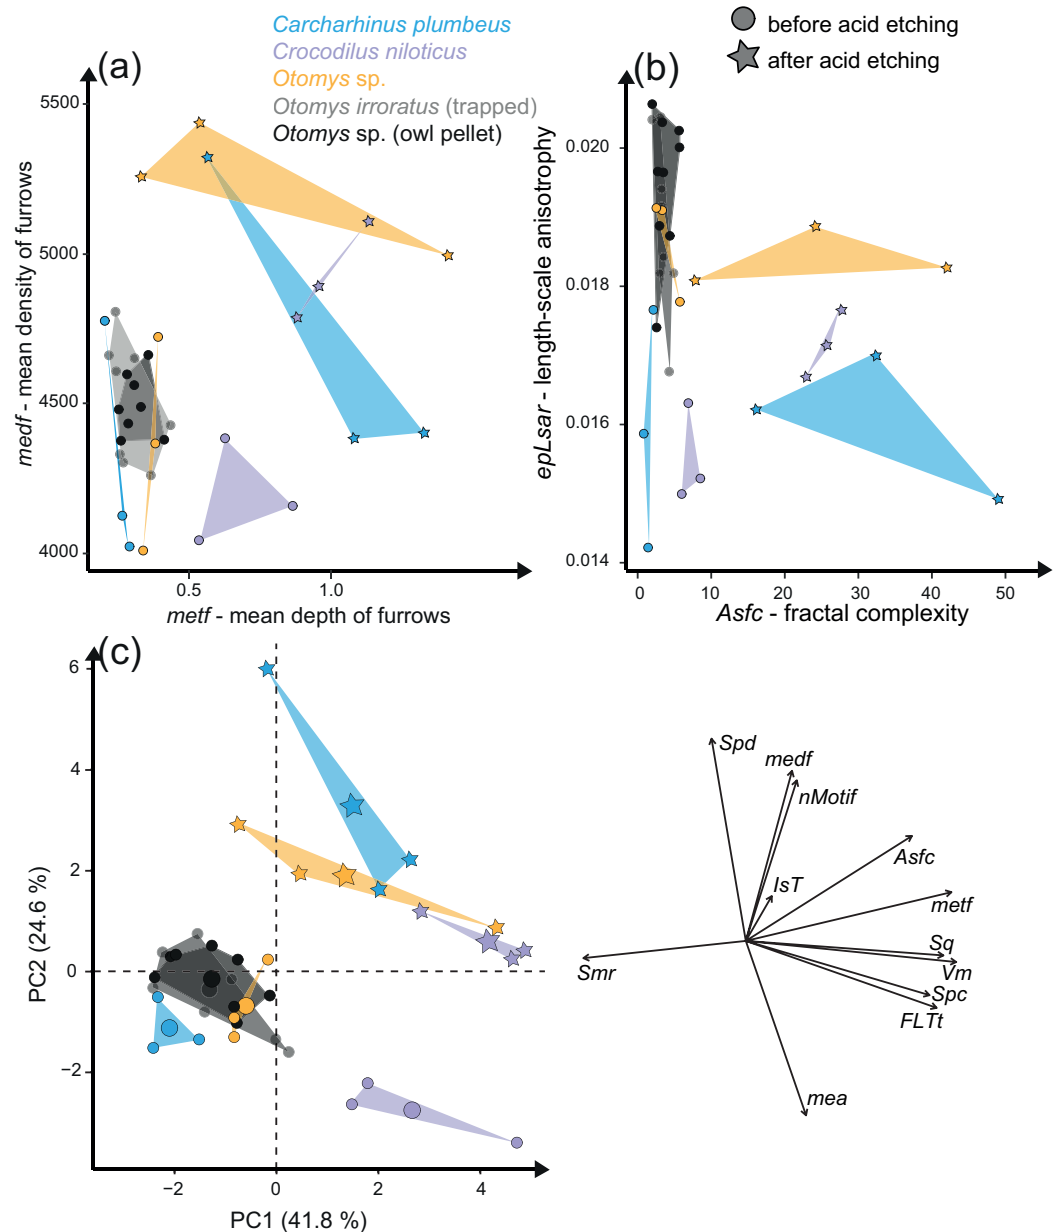 Carcharhinus plumbeus
Crocodilus niloticus
Otomys sp.
Otomys irroratus (trapped)
Otomys sp. (owl pellet)
before acid etching
after acid etching
(a)
5500
5000
4500
4000
medf - mean density of furrows
0.5 1.0
metf - mean depth of furrows
(b)
0.020
0.018
0.016
0.014
epLsar - length-scale anisotropy
0 10 20 30 40 50
Asfc - fractal complexity
(c)
6
4
2
0
−2
PC2 (24.6 %)
−2 0 2 4
PC1 (41.8 %)
Spd
medf
nMotif
Asfc
IsT
metf
Sq
Smr
Vm
Spc
FLTt
mea